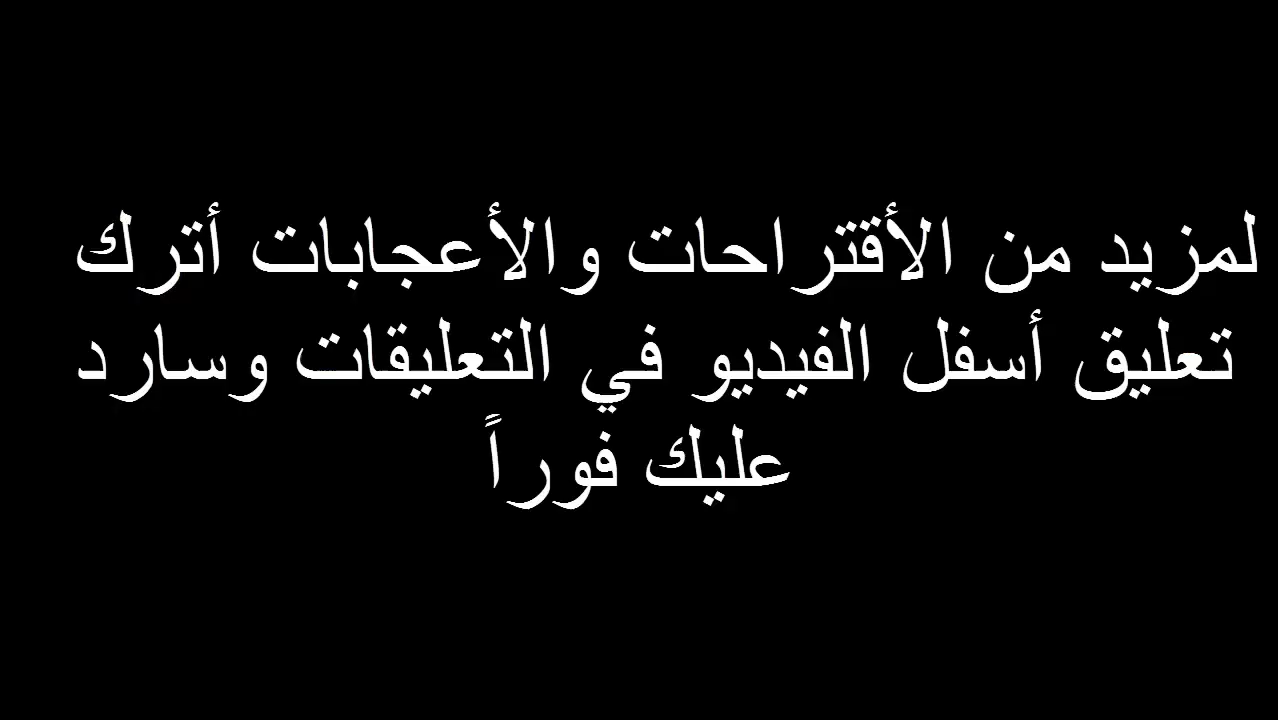 لمزيد من الأقتراحات والأعجابات أترك
تعليق أسفل الفيديو في التعليقات وسارد
عليك فوراً